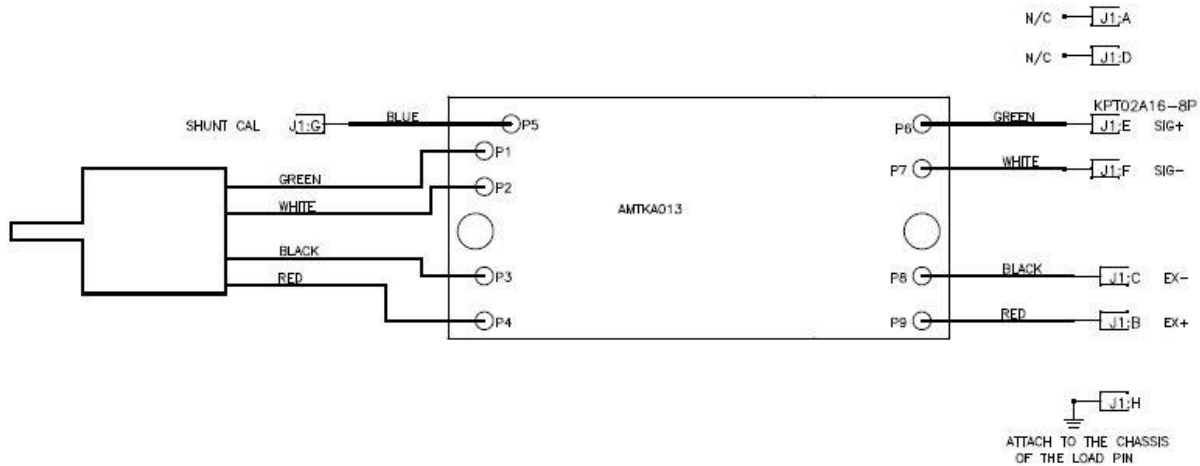 N/C J1:A
N/C J1:D
KPT02A16-8P
SHUNT CAL J1:G BLUE P5
P6 GREEN J1:E SIG+
P1
P7 WHITE J1:F SIG-
GREEN
P2
WHITE
AMTKA013
BLACK
P3
P8 BLACK J1:C EX-
RED
P4
P9 RED J1:B EX+
J1:H
ATTACH TO THE CHASSIS
OF THE LOAD PIN